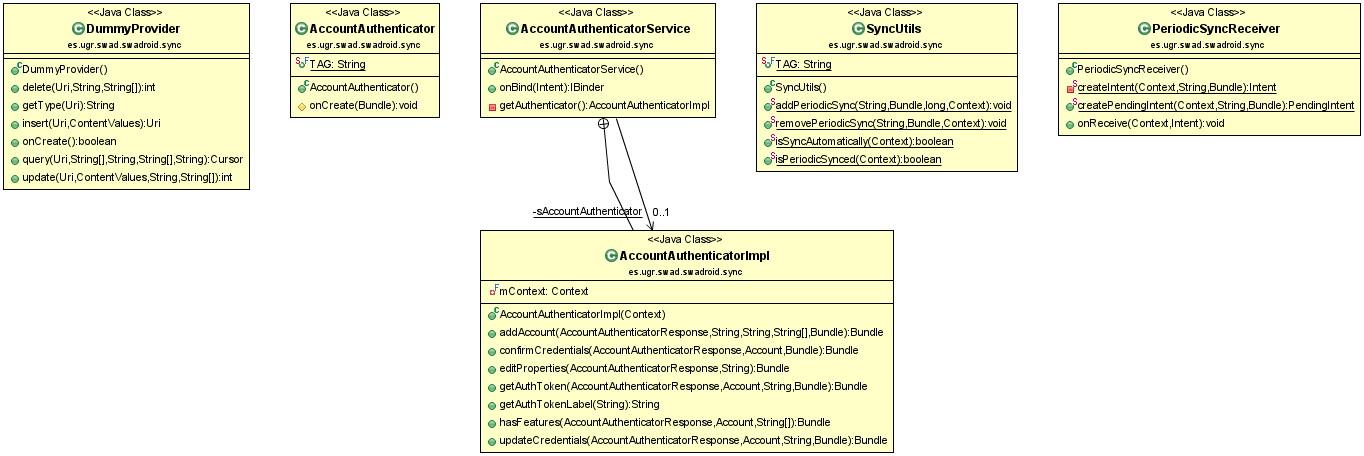 <<Java Class>>
DummyProvider
es.ugr.swad.swadroid.sync
DummyProvider()
delete(Uri,String,String[]):int
getType(Uri):String
insert(Uri,ContentValues):Uri
onCreate():boolean
query(Uri,String[],String,String[],String):Cursor
update(Uri,ContentValues,String,String[]):int
<<Java Class>>
AccountAuthenticator
es.ugr.swad.swadroid.sync
TAG: String
AccountAuthenticator()
onCreate(Bundle):void
<<Java Class>>
AccountAuthenticatorService
es.ugr.swad.swadroid.sync
AccountAuthenticatorService()
onBind(Intent):IBinder
getAuthenticator():AccountAuthenticatorImpl
<<Java Class>>
SyncUtils
es.ugr.swad.swadroid.sync
TAG: String
SyncUtils()
addPeriodicSync(String,Bundle,long,Context):void
removePeriodicSync(String,Bundle,Context):void
isSyncAutomatically(Context):boolean
isPeriodicSynced(Context):boolean
<<Java Class>>
PeriodicSyncReceiver
es.ugr.swad.swadroid.sync
PeriodicSyncReceiver()
createIntent(Context,String,Bundle):Intent
createPendingIntent(Context,String,Bundle):PendingIntent
onReceive(Context,Intent):void
-sAccountAuthenticator 0..1
<<Java Class>>
AccountAuthenticatorImpl
es.ugr.swad.swadroid.sync
mContext: Context
AccountAuthenticatorImpl(Context)
addAccount(AccountAuthenticatorResponse,String,String,String[],Bundle):Bundle
confirmCredentials(AccountAuthenticatorResponse,Account,Bundle):Bundle
editProperties(AccountAuthenticatorResponse,String):Bundle
getAuthToken(AccountAuthenticatorResponse,Account,String,Bundle):Bundle
getAuthTokenLabel(String):String
hasFeatures(AccountAuthenticatorResponse,Account,String[]):Bundle
updateCredentials(AccountAuthenticatorResponse,Account,String,Bundle):Bundle